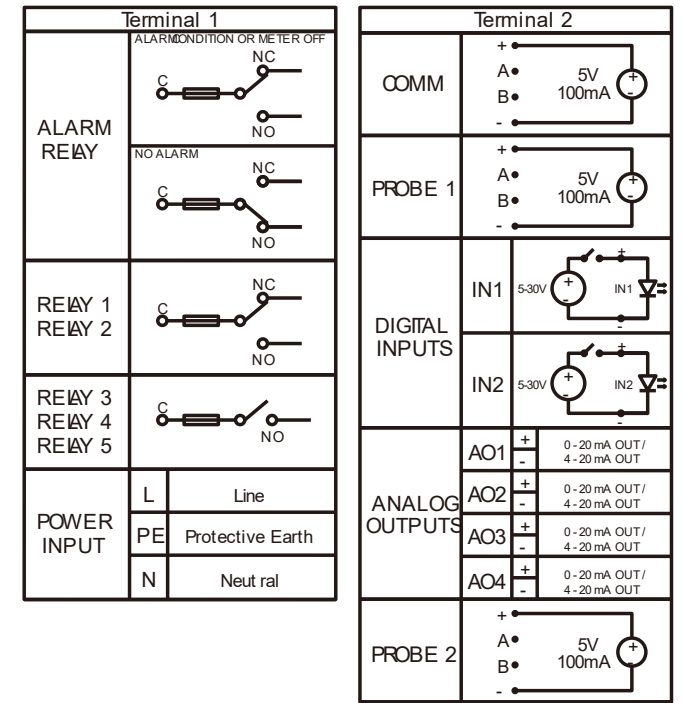 Terminal 1
ALARM RELAY
ALARM CONDITION OR METER OFF
C
NC
NO
NO ALARM
C
NC
NO
RELAY 1
RELAY 2
C
NC
NO
RELAY 3
RELAY 4
RELAY 5
C
NO
POWER
INPUT
L
Line
PE
Protective Earth
N
Neut ral
Terminal 2
COMM
+
A
B
-
5V
100mA
+
-
PROBE 1
+
A
B
-
5V
100mA
+
-
DIGITAL
INPUTS
IN1
5-30V
+
-
+
IN1
-
IN2
5-30V
+
-
+
IN2
-
ANALOG
OUTPUTS
AO1
+
-
0-20 mA OUT/
4-20 mA OUT
AO2
+
-
0-20 mA OUT/
4-20 mA OUT
AO3
+
-
0-20 mA OUT/
4-20 mA OUT
AO4
+
-
0-20 mA OUT/
4-20 mA OUT
PROBE 2
+
A
B
-
5V
100mA
+
-